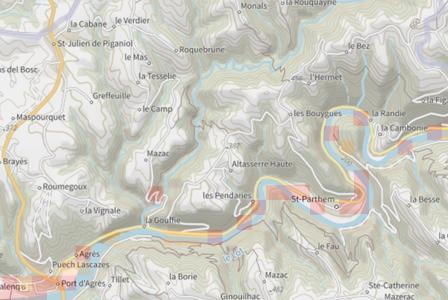 Monals
la Rouquayrie
la Cabane
le Verdier
St-Julien de Piganiol
Roquebrune
le Bez
le Mas
as del Bosc
la Tesselie
l'Hermet
Greffeuille
le Camp
les Bouygues
la Randie
Maspourquet
la Cambonie
Mazac
Brayès
Altasserre Haute
Roumegoux
les Pendaries
St-Parthem
la Besse
la Vignale
la Gouffie
le Fau
Agrès
Puech Lascazes
Port d'Agrès
Tillet
la Borie
Mazac
Ste-Catherine
Ginouilhac
Mazerac